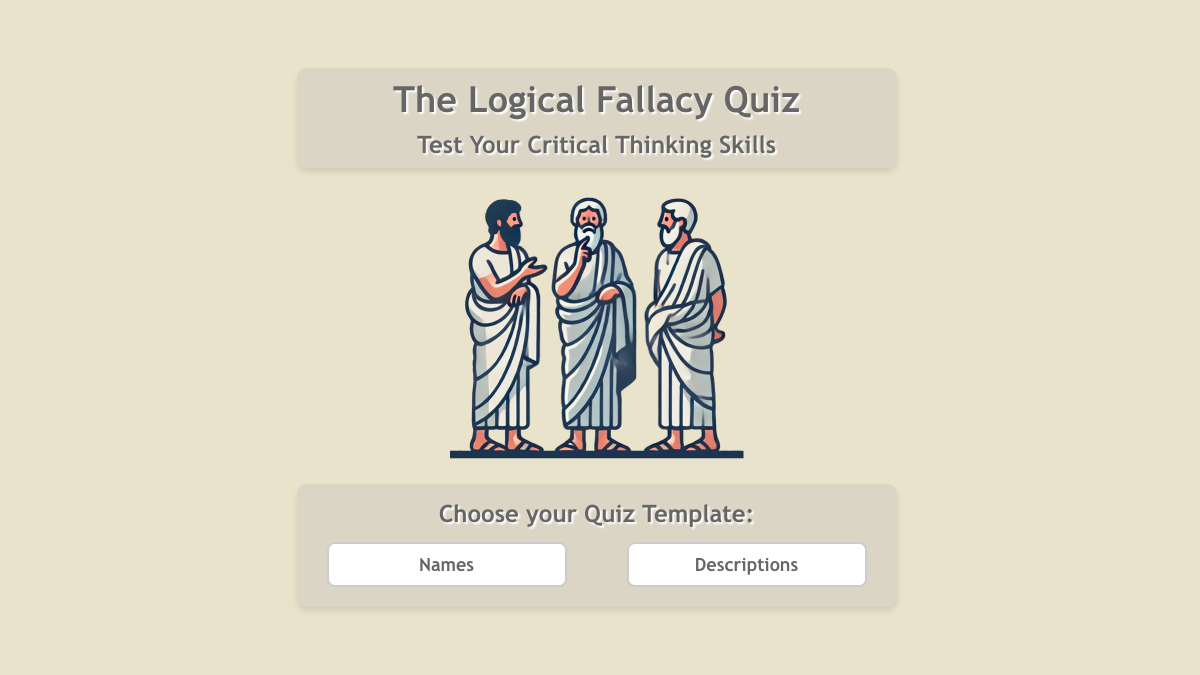 The Logical Fallacy Quiz
Test Your Critical Thinking Skills
Choose your Quiz Template:
Names
Descriptions